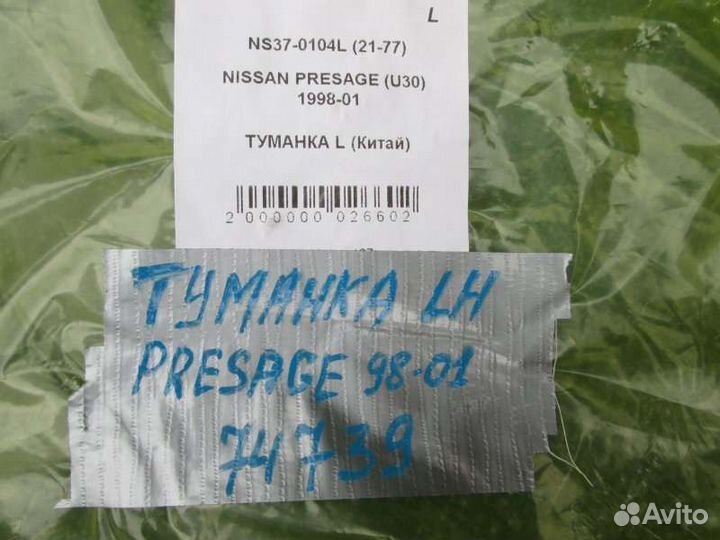 L
NS37-0104L (21-77)
NISSAN PRESAGE (U30)
1998-01
ТУМАНКА L (Китай)
2 000000 026602
ТУМАНКА LH
PRESAGE 98-01
74739
Avito